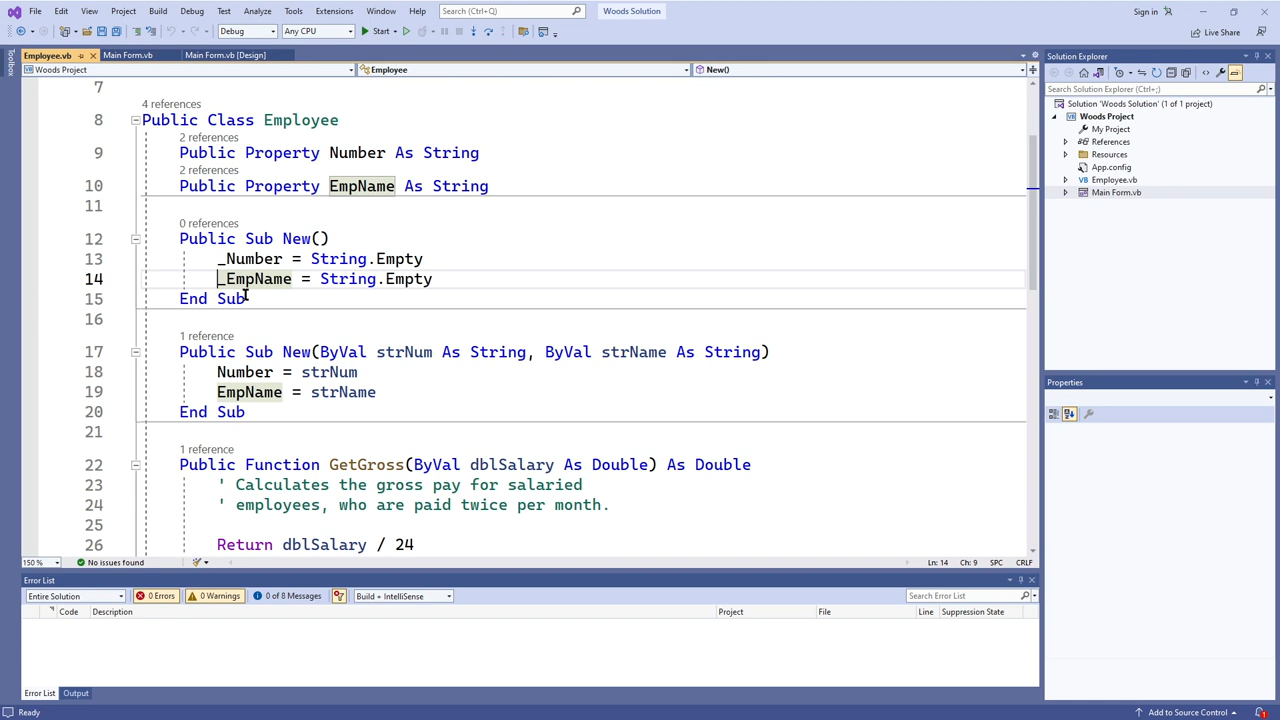 File Edit View Project Build Debug Test Analyze Tools Extensions Window Help Search (Ctrl+Q) Woods Solution Sign in
Debug Any CPU Start Live Share
Toolbox
Employee.vb Main Form.vb Main Form.vb [Design]
Woods Project Employee New()
7
4 references
8 Public Class Employee
2 references
9 Public Property Number As String
2 references
10 Public Property EmpName As String
11
0 references
12 Public Sub New()
13 _Number = String.Empty
14 _EmpName = String.Empty
15 End Sub
16
1 reference
17 Public Sub New(ByVal strNum As String, ByVal strName As String)
18 Number = strNum
19 EmpName = strName
20 End Sub
21
1 reference
22 Public Function GetGross(ByVal dblSalary As Double) As Double
23 ' Calculates the gross pay for salaried
24 ' employees, who are paid twice per month.
25
26 Return dblSalary / 24
150 % No issues found Ln: 14 Ch: 9 SPC CRLF
Error List
Entire Solution 0 Errors 0 Warnings 0 of 8 Messages Build + IntelliSense Search Error List
Code Description Project File Line Suppression State
Error List Output
Ready Add to Source Control 1
Solution Explorer
Search Solution Explorer (Ctrl+;)
Solution 'Woods Solution' (1 of 1 project)
Woods Project
My Project
References
Resources
App.config
Employee.vb
Main Form.vb
Properties